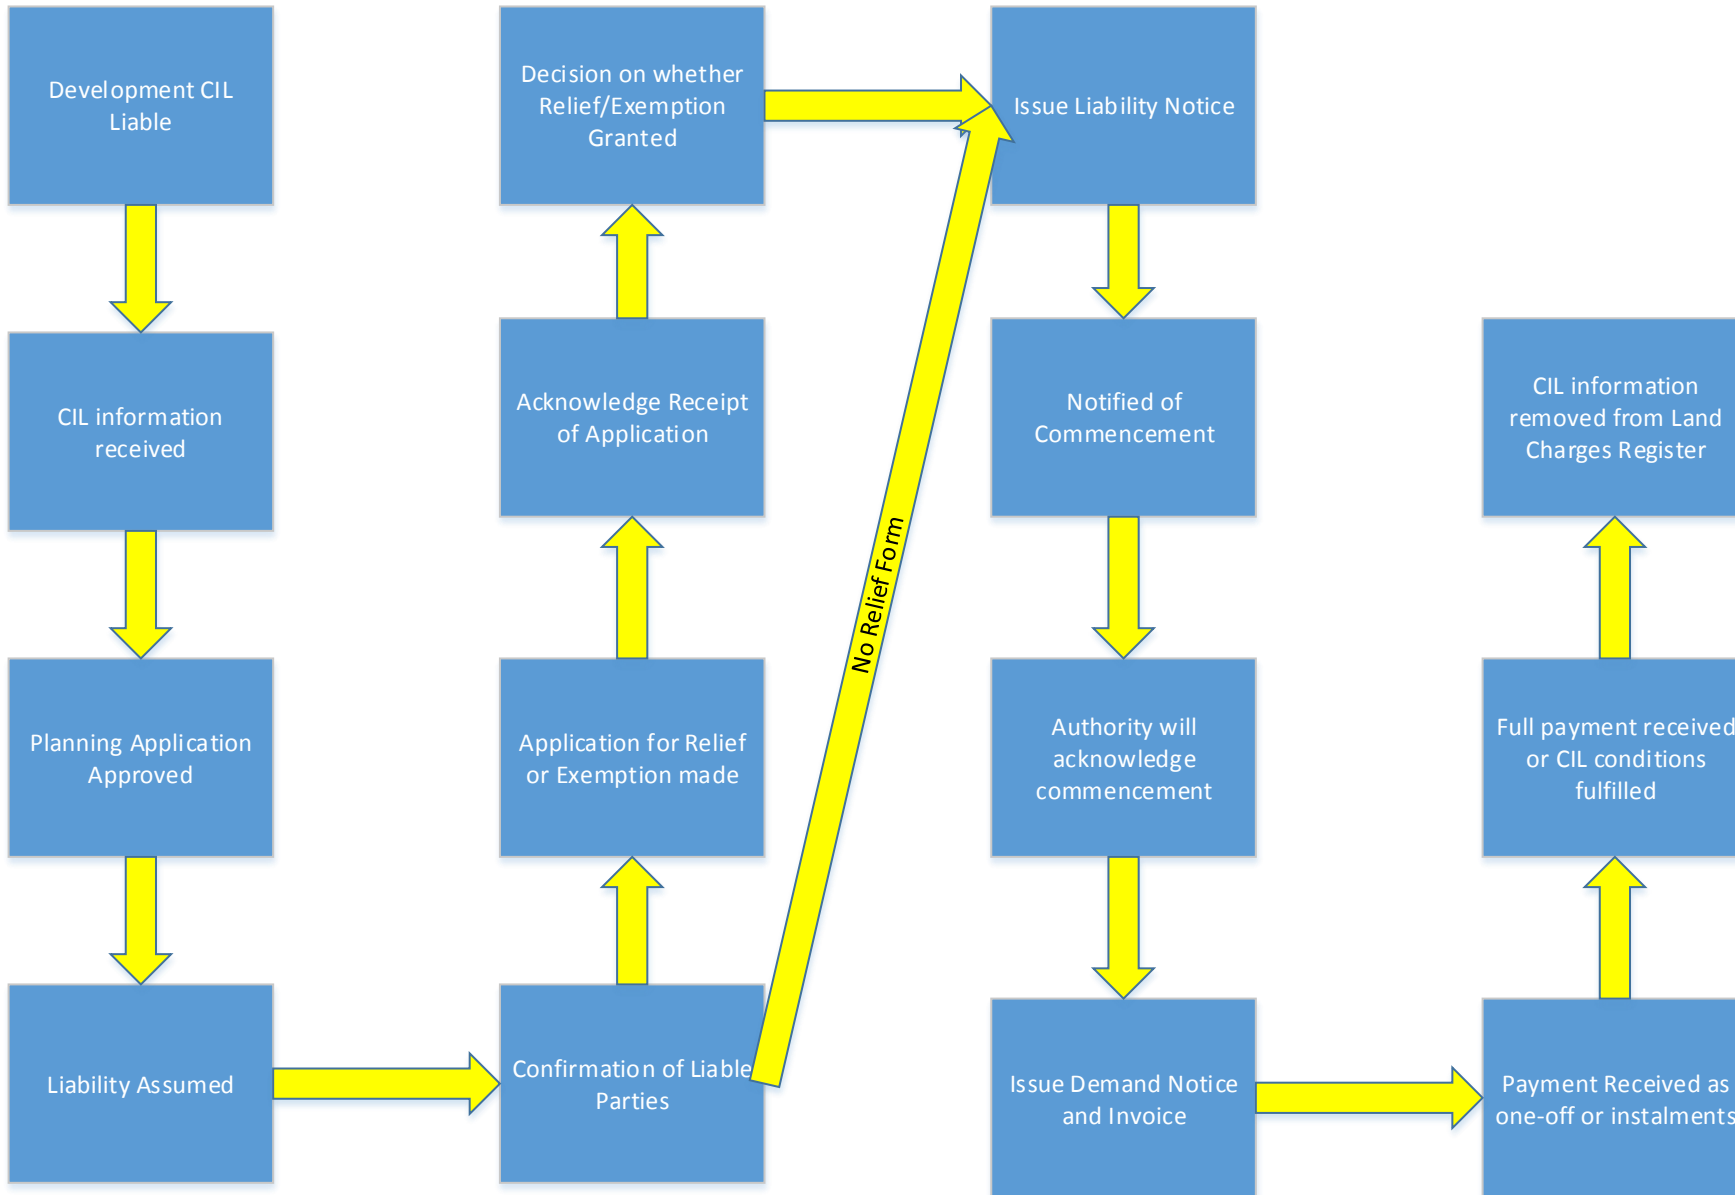 Development CIL
Liable
CIL information
received
Planning Application
Approved
Liability Assumed
Confirmation of Liable
Parties
Application for Relief
or Exemption made
Acknowledge Receipt
of Application
Decision on whether
Relief/Exemption
Granted
No Relief Form
Issue Liability Notice
Notified of
Commencement
Authority will
acknowledge
commencement
Issue Demand Notice
and Invoice
Payment Received as
one-off or instalments
Full payment received
or CIL conditions
fulfilled
CIL information
removed from Land
Charges Register